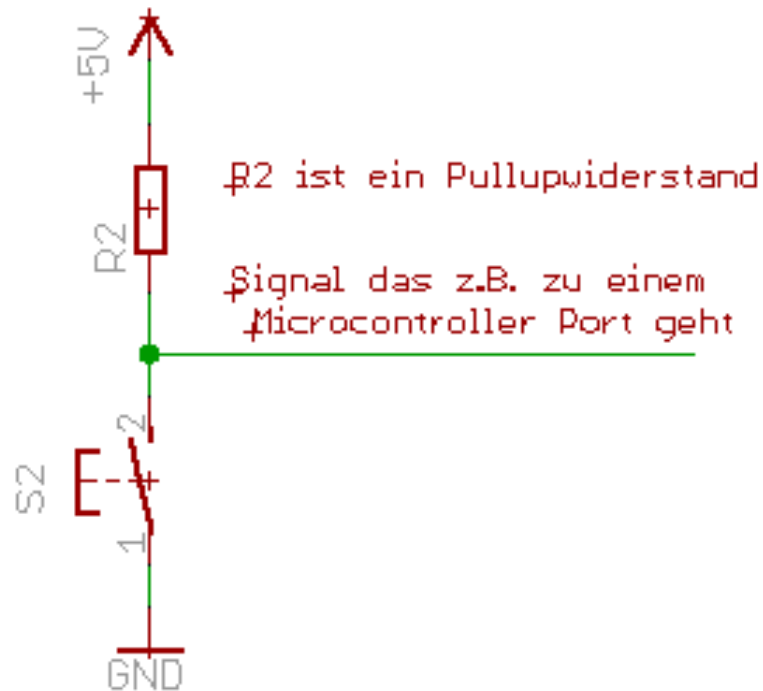 +5V
R2 ist ein Pullupwiderstand
R2
Signal das z.B. zu einem
Microcontroller Port geht
2
S2
1
GND